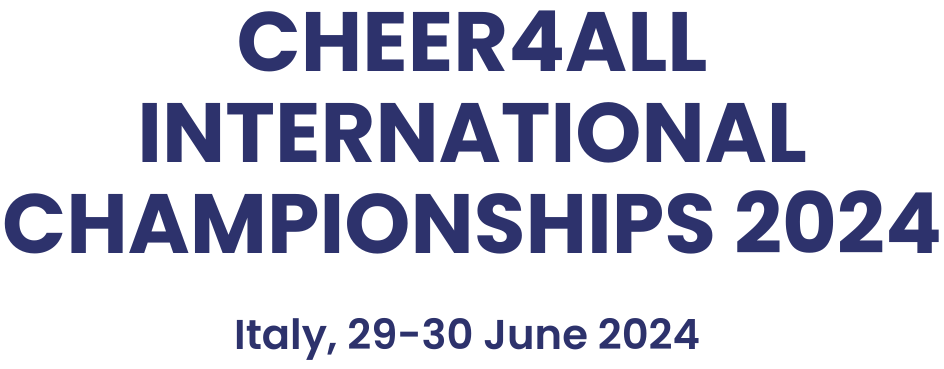 CHEER4ALL
INTERNATIONAL
CHAMPIONSHIPS 2024
Italy, 29-30 June 2024